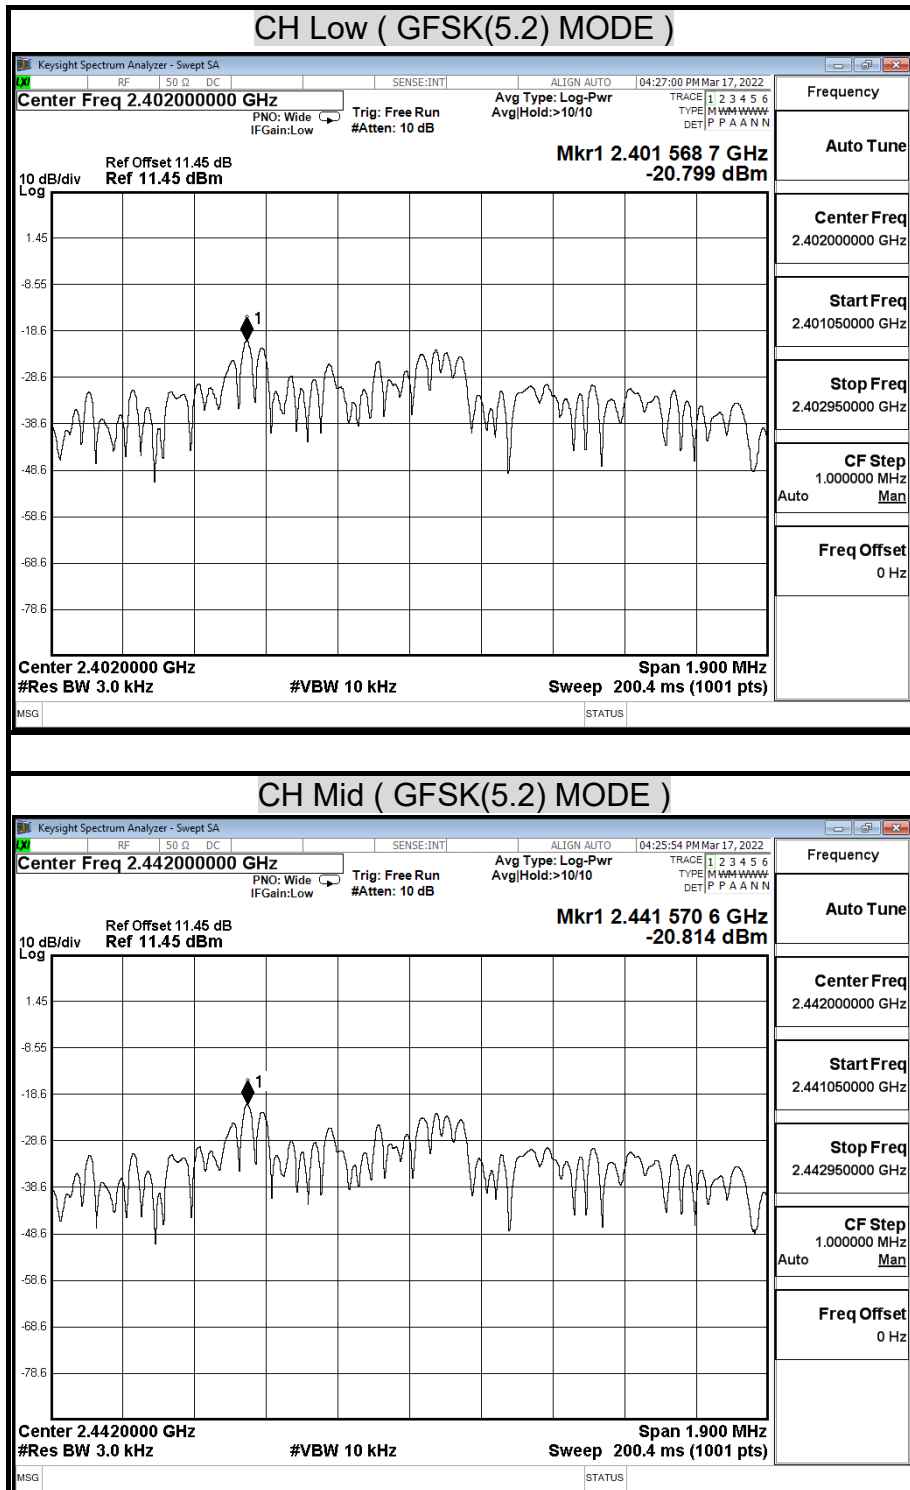 CH Low ( GFSK(5.2) MODE )
Keysight Spectrum Analyzer - Swept SA
LXI RF 50 Ω DC SENSE:INT ALIGN AUTO 04:27:00 PM Mar 17, 2022
Center Freq 2.402000000 GHz
PNO: Wide
IFGain:Low
Trig: Free Run
#Atten: 10 dB
Avg Type: Log-Pwr
Avg|Hold:>10/10
TRACE 1 2 3 4 5 6
TYPE M WM WWWW
DET P P A A N N
Ref Offset 11.45 dB
10 dB/div Ref 11.45 dBm
Log
Mkr1 2.401 568 7 GHz
-20.799 dBm
1
1.45
-8.55
-18.6
-28.6
-38.6
-48.6
-58.6
-68.6
-78.6
Center 2.4020000 GHz Span 1.900 MHz
#Res BW 3.0 kHz #VBW 10 kHz Sweep 200.4 ms (1001 pts)
MSG STATUS
Frequency
Auto Tune
Center Freq
2.402000000 GHz
Start Freq
2.401050000 GHz
Stop Freq
2.402950000 GHz
CF Step
1.000000 MHz
Auto Man
Freq Offset
0 Hz
CH Mid ( GFSK(5.2) MODE )
Keysight Spectrum Analyzer - Swept SA
LXI RF 50 Ω DC SENSE:INT ALIGN AUTO 04:25:54 PM Mar 17, 2022
Center Freq 2.442000000 GHz
PNO: Wide
IFGain:Low
Trig: Free Run
#Atten: 10 dB
Avg Type: Log-Pwr
Avg|Hold:>10/10
TRACE 1 2 3 4 5 6
TYPE M WM WWWW
DET P P A A N N
Ref Offset 11.45 dB
10 dB/div Ref 11.45 dBm
Log
Mkr1 2.441 570 6 GHz
-20.814 dBm
1
1.45
-8.55
-18.6
-28.6
-38.6
-48.6
-58.6
-68.6
-78.6
Center 2.4420000 GHz Span 1.900 MHz
#Res BW 3.0 kHz #VBW 10 kHz Sweep 200.4 ms (1001 pts)
MSG STATUS
Frequency
Auto Tune
Center Freq
2.442000000 GHz
Start Freq
2.441050000 GHz
Stop Freq
2.442950000 GHz
CF Step
1.000000 MHz
Auto Man
Freq Offset
0 Hz